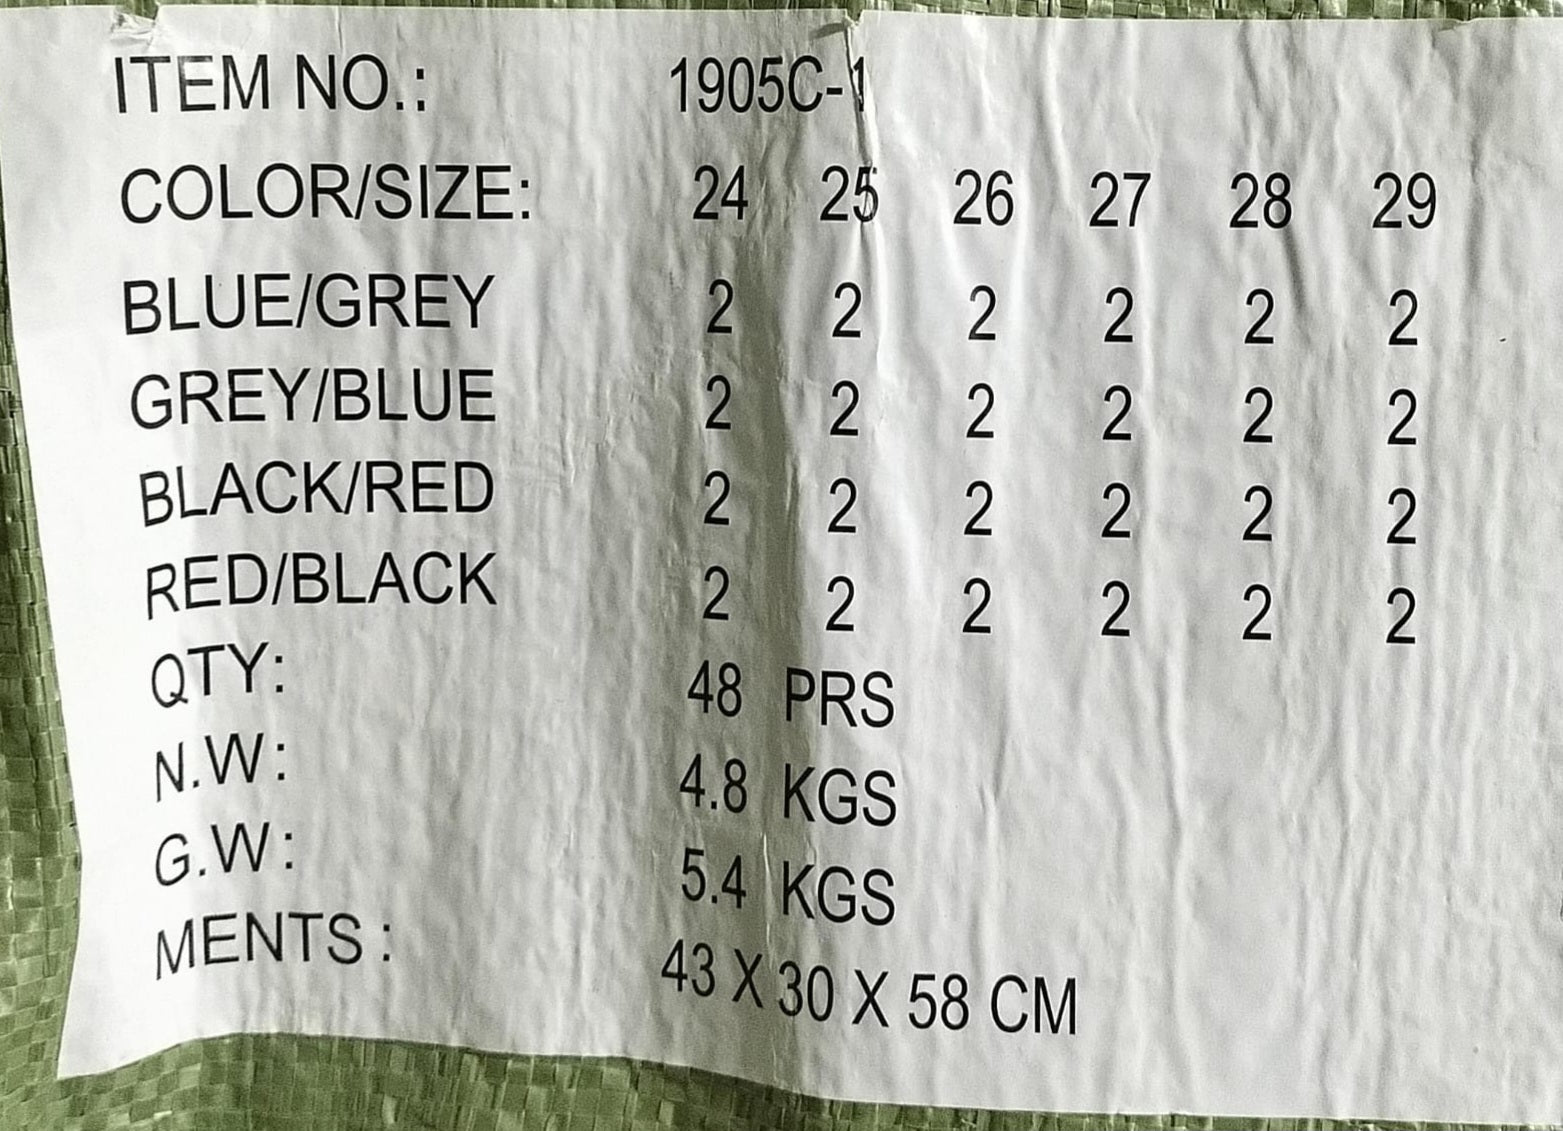 ITEM NO.: 1905C-1
COLOR/SIZE: 24 25 26 27 28 29
BLUE/GREY 2 2 2 2 2 2
GREY/BLUE 2 2 2 2 2 2
BLACK/RED 2 2 2 2 2 2
RED/BLACK 2 2 2 2 2 2
QTY: 48 PRS
N.W: 4.8 KGS
G.W: 5.4 KGS
MENTS : 43 X 30 X 58 CM